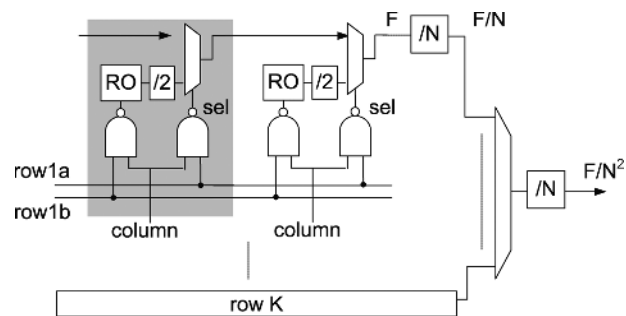 F
/N
F/N
RO
/2
sel
RO
/2
sel
row1a
row1b
column
column
/N
F/N²
row K